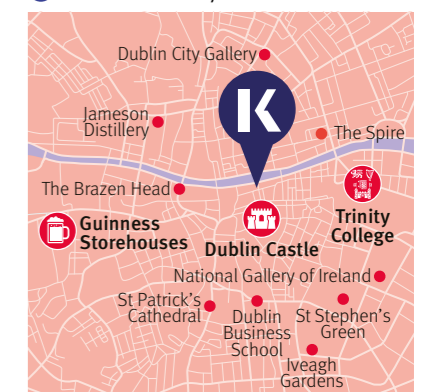 Dublin City Gallery
Jameson
Distillery
K
The Spire
The Brazen Head
Guinness
Storehouses
Trinity
College
Dublin Castle
National Gallery of Ireland
St Patrick's
Cathedral
Dublin
Business
School
St Stephen's
Green
Iveagh
Gardens